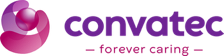 convatec
— forever caring —